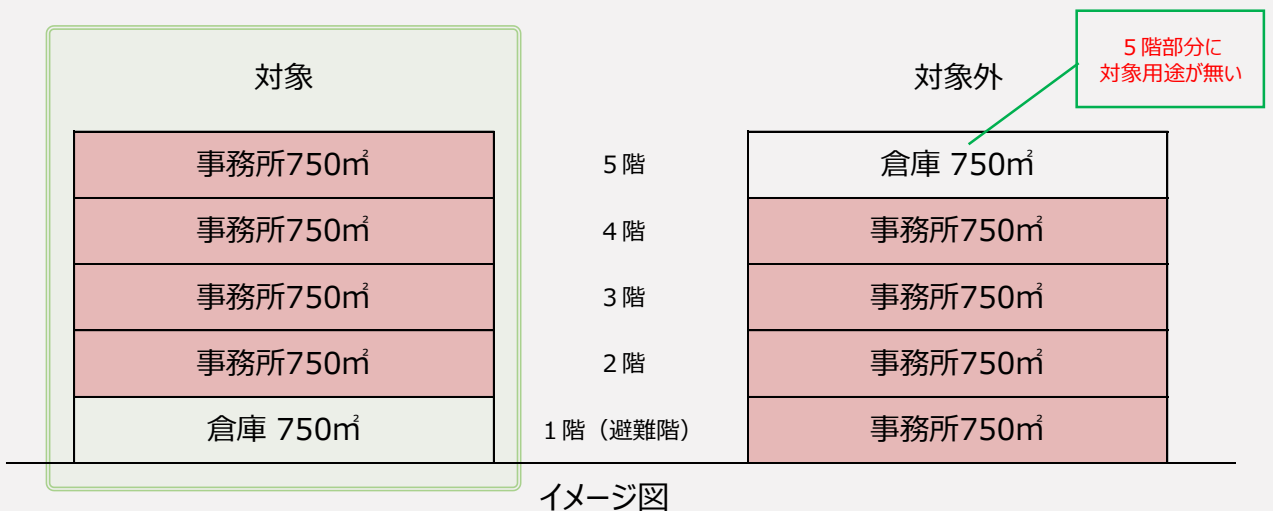 対象
対象外
５階部分に
対象用途が無い
事務所750㎡
５階
倉庫 750㎡
事務所750㎡
４階
事務所750㎡
事務所750㎡
３階
事務所750㎡
事務所750㎡
２階
事務所750㎡
倉庫 750㎡
１階（避難階）
事務所750㎡
イメージ図